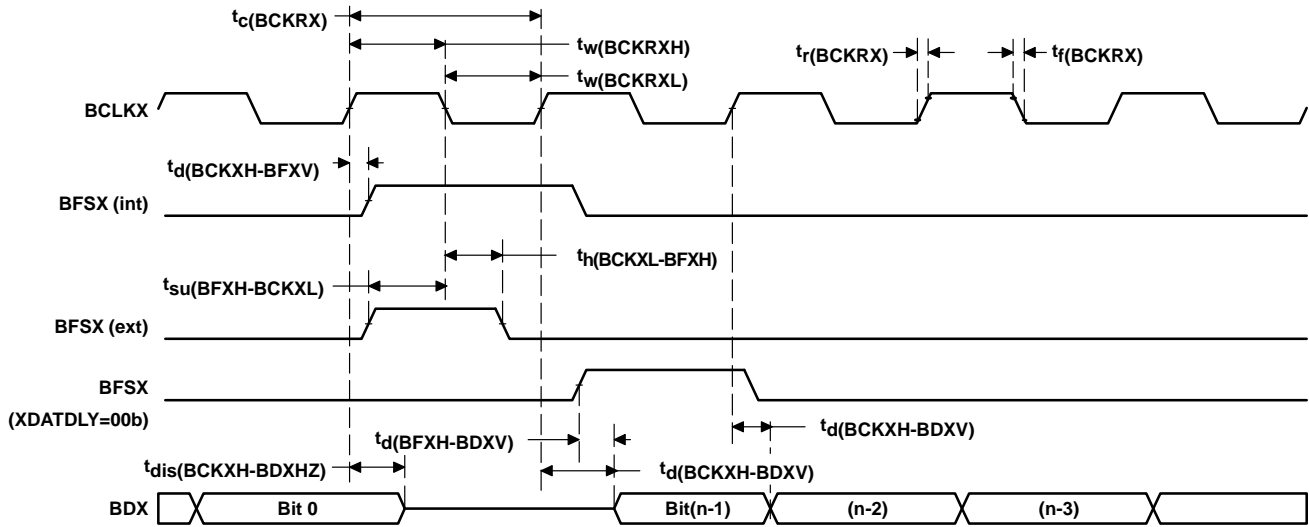 tc(BCKRX)
tw(BCKRXH)
tr(BCKRX)
tf(BCKRX)
tw(BCKRXL)
BCLKX
td(BCKXH-BFXV)
BFSX (int)
th(BCKXL-BFXH)
tsu(BFXH-BCKXL)
BFSX (ext)
BFSX
(XDATDLY=00b)
td(BFXH-BDXV)
td(BCKXH-BDXV)
tdis(BCKXH-BDXHZ)
td(BCKXH-BDXV)
BDX
Bit 0
Bit(n-1)
(n-2)
(n-3)